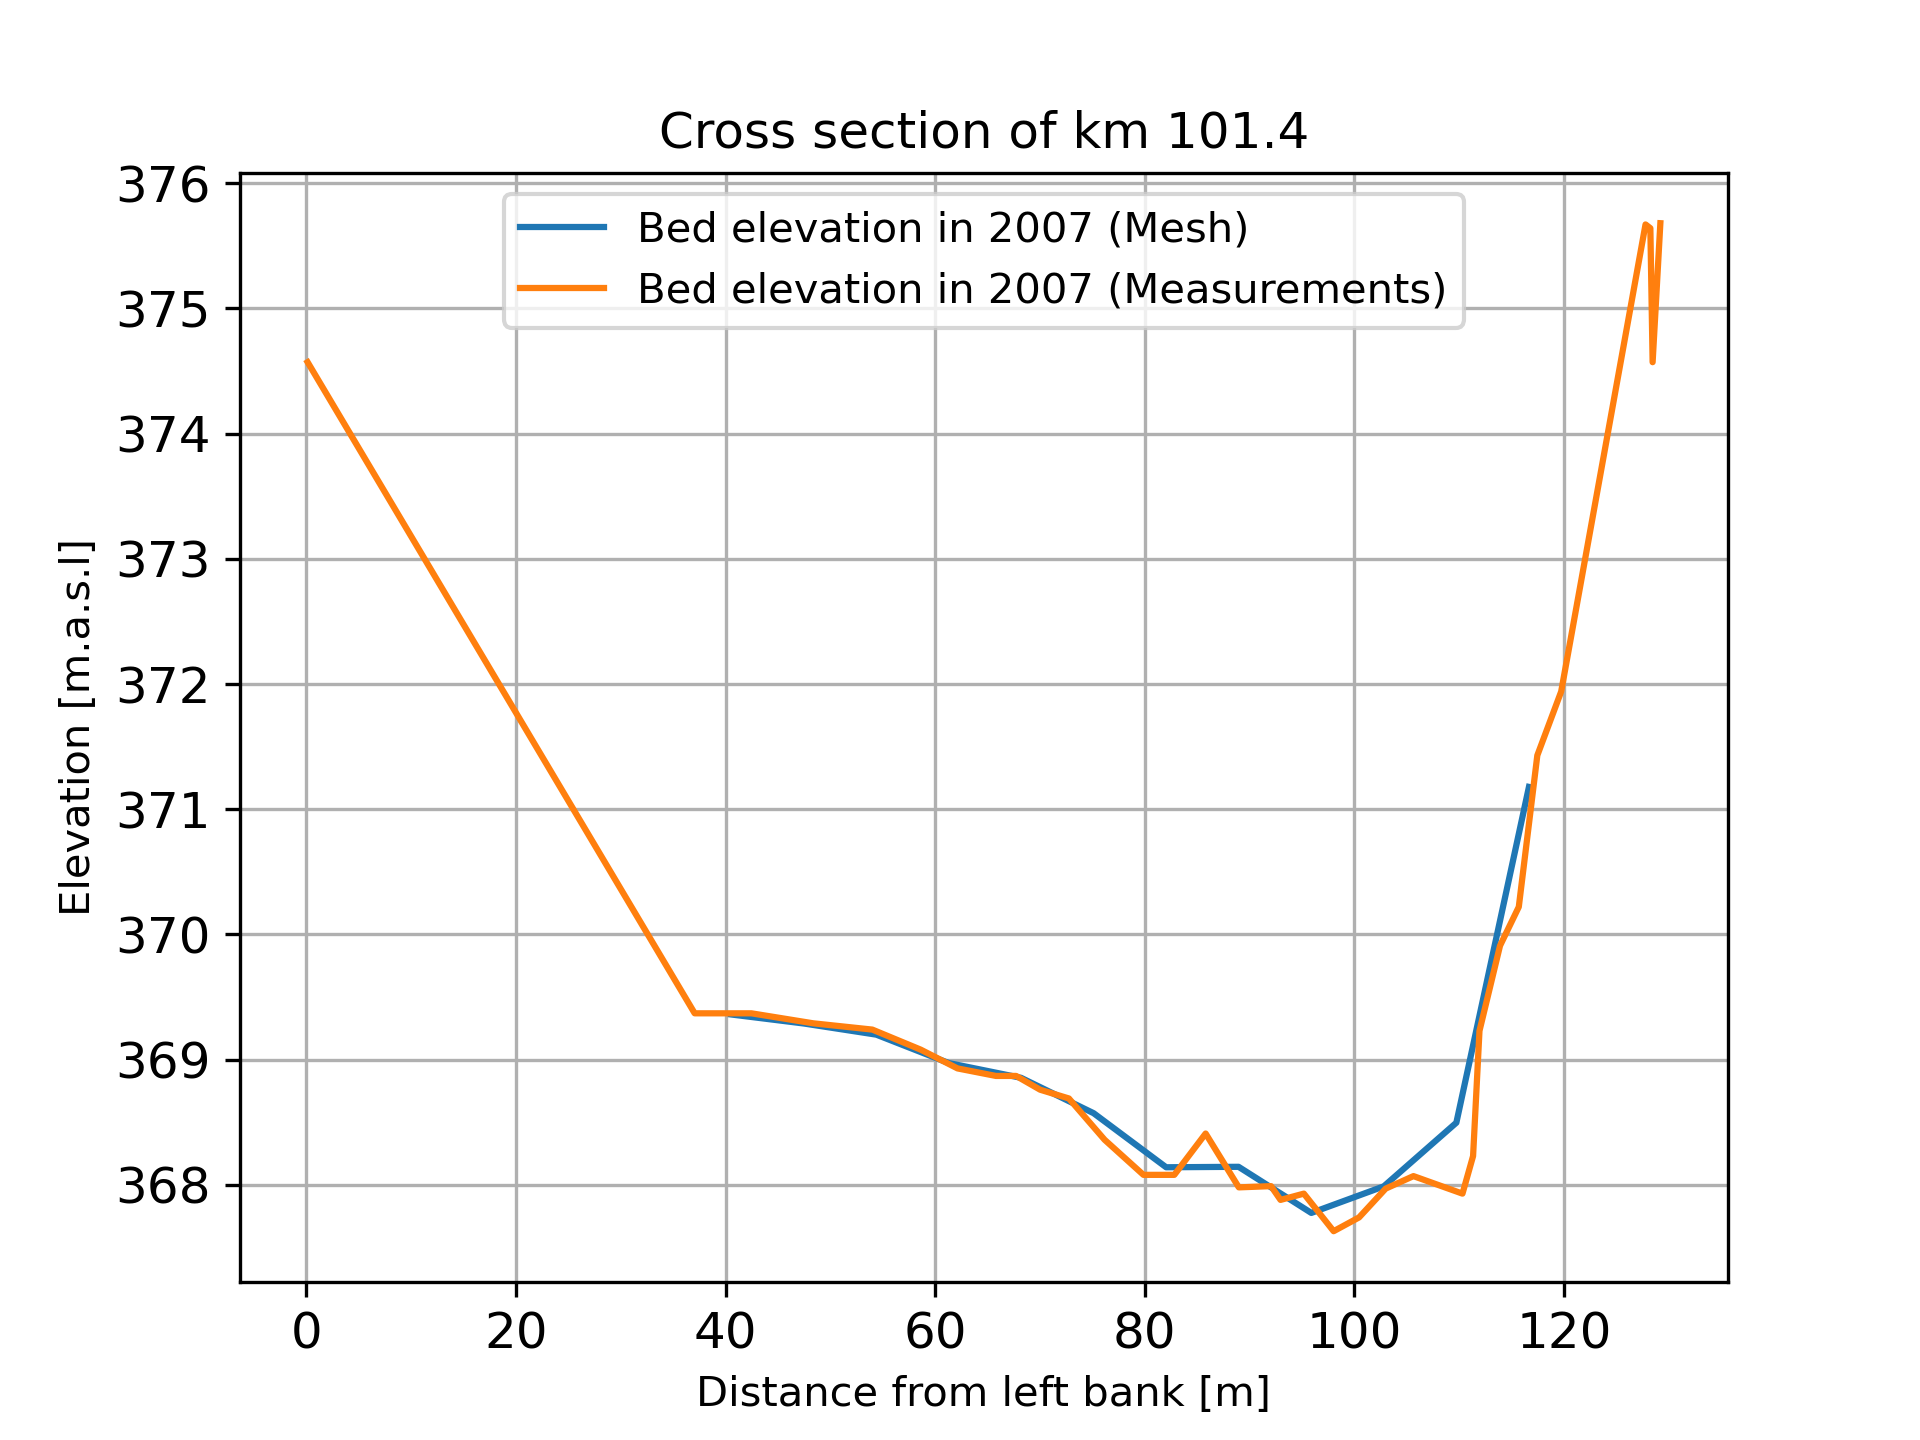 Cross section of km 101.4
Bed elevation in 2007 (Mesh)
Bed elevation in 2007 (Measurements)
376
375
374
373
372
371
370
369
368
Elevation [m.a.s.l]
0 20 40 60 80 100 120
Distance from left bank [m]